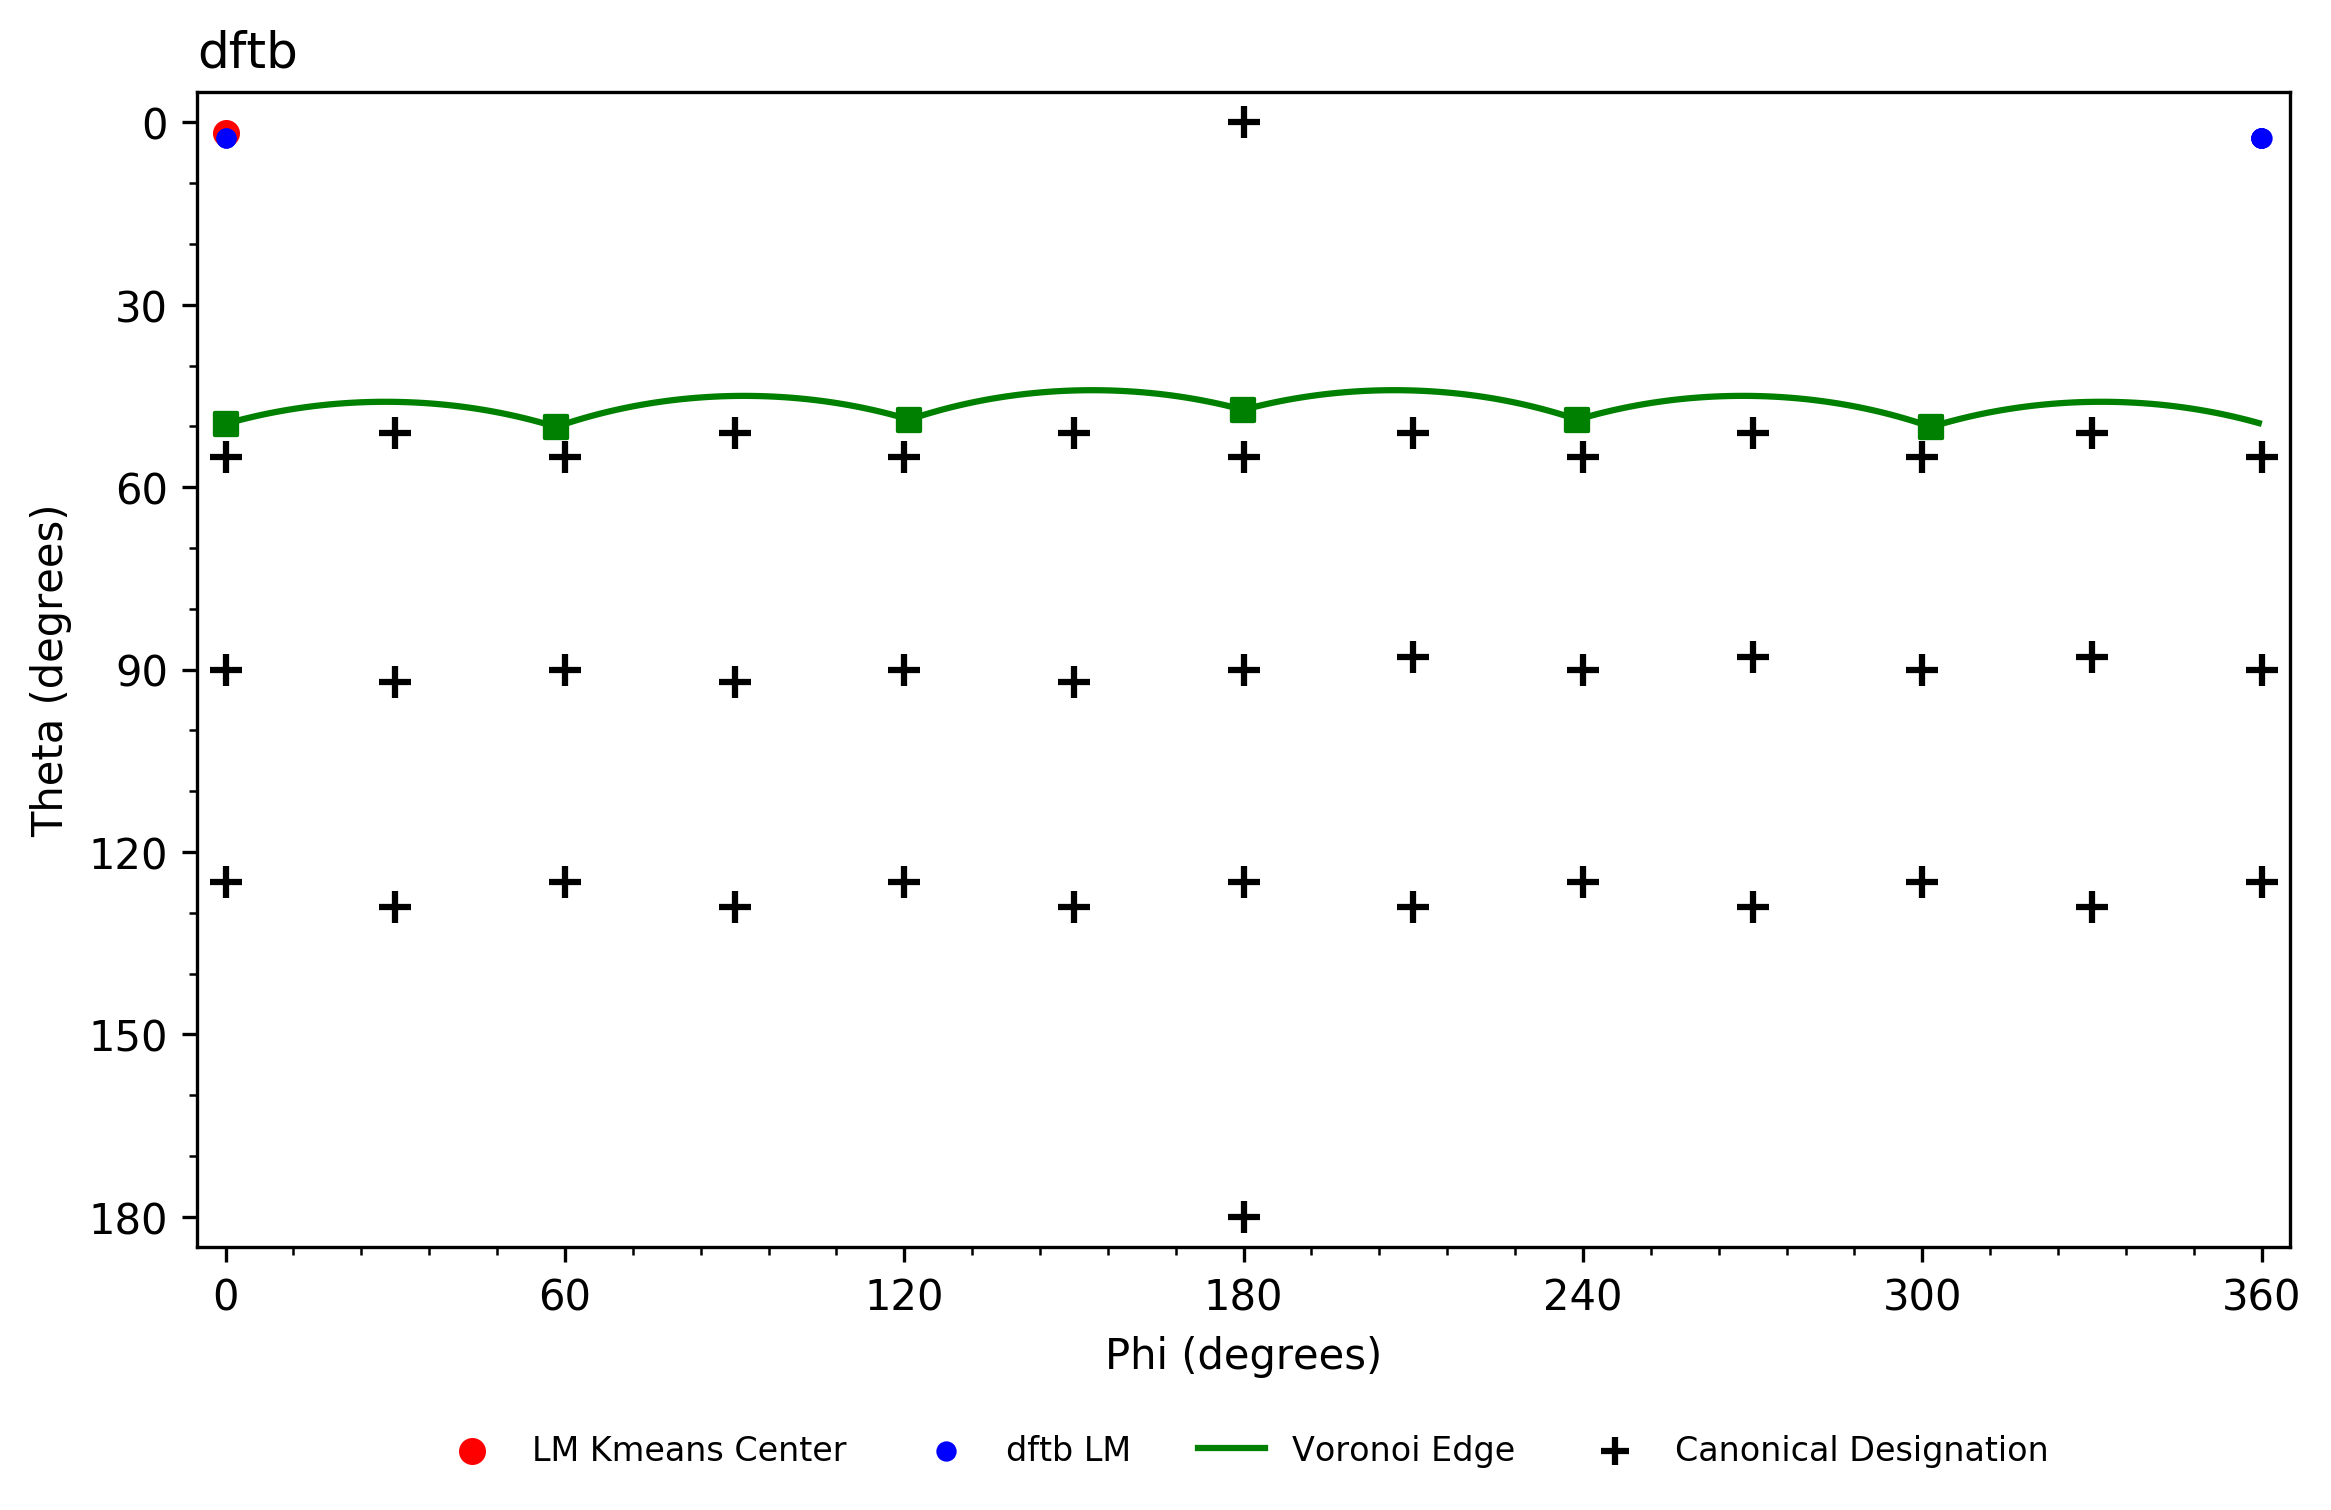 dftb
0
30
60
90
120
150
180
Theta (degrees)
0 60 120 180 240 300 360
Phi (degrees)
LM Kmeans Center dftb LM Voronoi Edge Canonical Designation